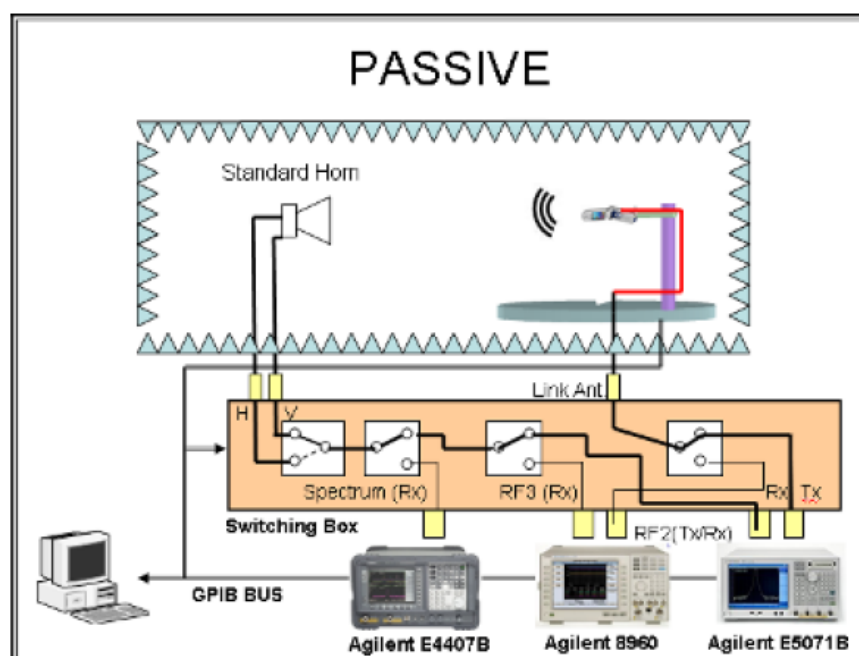 PASSIVE
Standard Horn
Link Ant.
H V
Spectrum (Rx)
RF3 (Rx)
Rx Tx
Switching Box
RF2(Tx/Rx)
GPIB BUS
Agilent E4407B
Agilent 8960
Agilent E5071B